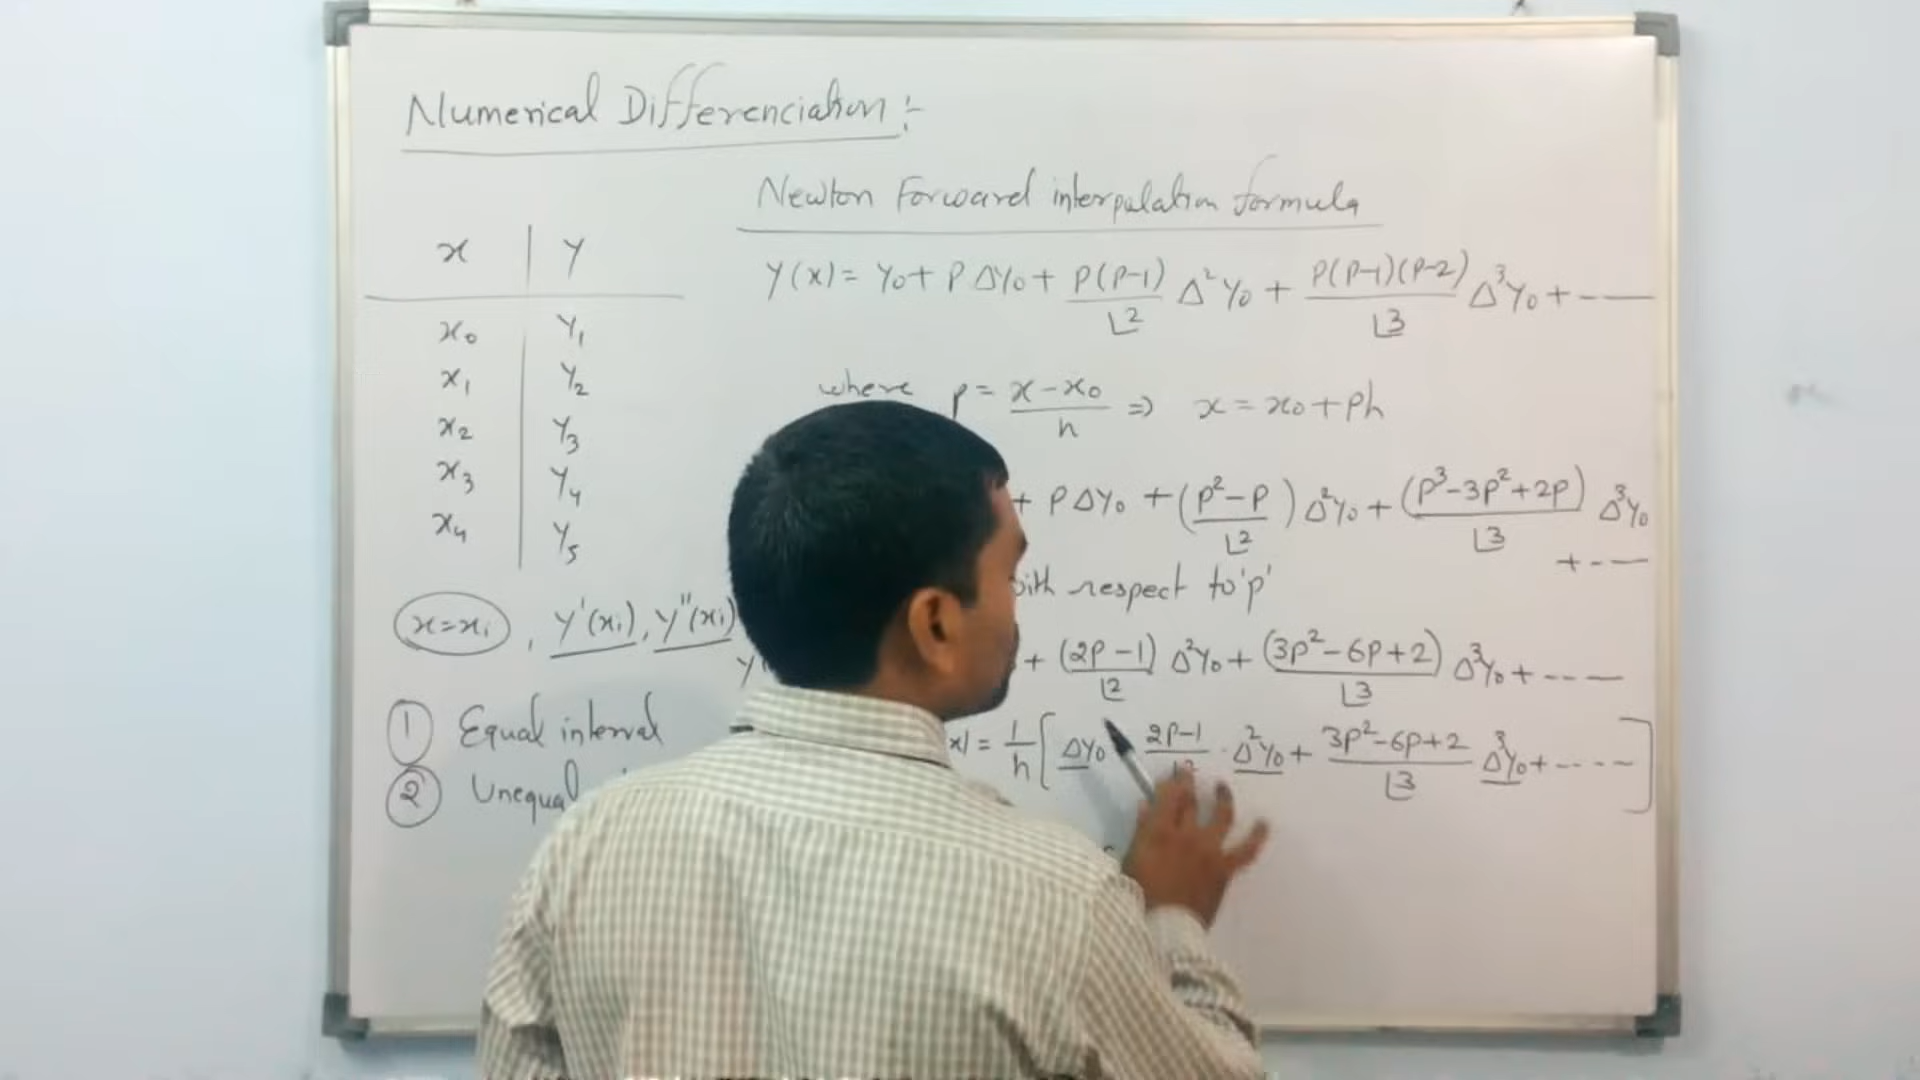 Numerical Differenciation :-
Newton Forward interpolation formula
x | y
x₀ | y₁
x₁ | y₂
x₂ | y₃
x₃ | y₄
x₄ | y₅
x=xᵢ , y'(xᵢ), y''(xᵢ)
① Equal interval
② Unequal
y(x) = y₀ + P Δy₀ + P(P-1)/⌊2 Δ²y₀ + P(P-1)(P-2)/⌊3 Δ³y₀ + ---
where p = (x - x₀)/h ⇒ x = x₀ + ph
+ P Δy₀ + (p² - p)/⌊2 Δ²y₀ + (p³ - 3p² + 2p)/⌊3 Δ³y₀
+ ---
with respect to 'p'
+ (2p - 1)/⌊2 Δ²y₀ + (3p² - 6p + 2)/⌊3 Δ³y₀ + ----
x) = 1/h [ Δy₀ 2p-1/⌊2 · Δ²y₀ + 3p² - 6p + 2/⌊3 Δ³y₀ + ---- ]